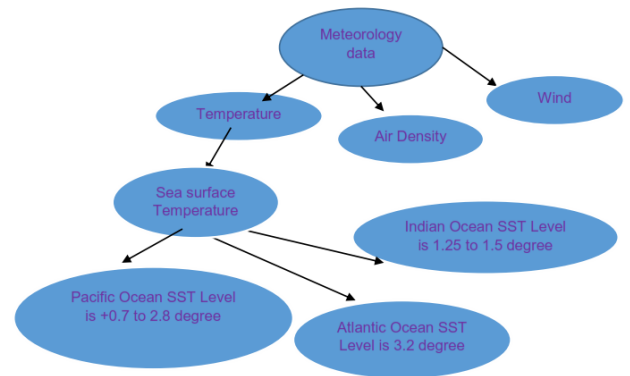 Meteorology
data
Temperature
Air Density
Wind
Sea surface
Temperature
Indian Ocean SST Level
is 1.25 to 1.5 degree
Pacific Ocean SST Level
is +0.7 to 2.8 degree
Atlantic Ocean SST
Level is 3.2 degree